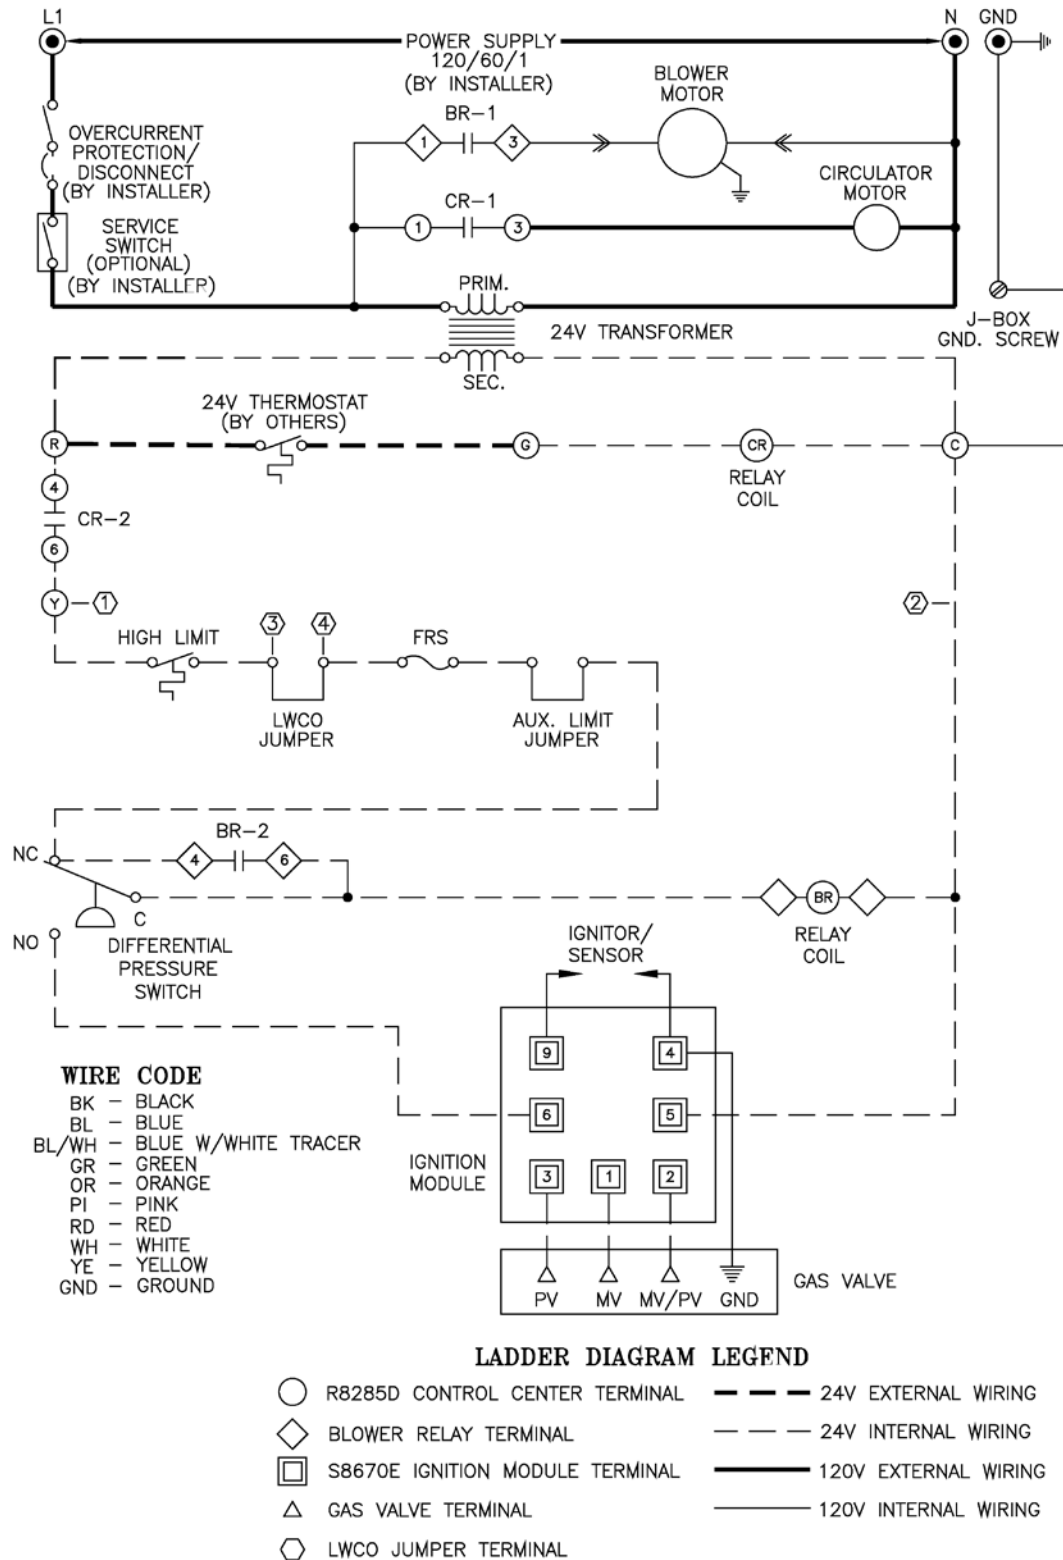 L1
N GND
POWER SUPPLY
120/60/1
(BY INSTALLER)
BLOWER
MOTOR
BR-1
1 3
OVERCURRENT
PROTECTION/
DISCONNECT
(BY INSTALLER)
CIRCULATOR
MOTOR
CR-1
1 3
SERVICE
SWITCH
(OPTIONAL)
(BY INSTALLER)
PRIM.
24V TRANSFORMER
J-BOX
GND. SCREW
SEC.
24V THERMOSTAT
(BY OTHERS)
R G CR C
RELAY
COIL
4
CR-2
6
Y 1 2
HIGH LIMIT 3 4 FRS
LWCO
JUMPER
AUX. LIMIT
JUMPER
BR-2
NC 4 6
C
BR
RELAY
COIL
NO
DIFFERENTIAL
PRESSURE
SWITCH
IGNITOR/
SENSOR
9 4
6 5
3 1 2
IGNITION
MODULE
PV MV MV/PV GND
GAS VALVE
WIRE CODE
BK - BLACK
BL - BLUE
BL/WH - BLUE W/WHITE TRACER
GR - GREEN
OR - ORANGE
PI - PINK
RD - RED
WH - WHITE
YE - YELLOW
GND - GROUND
LADDER DIAGRAM LEGEND
R8285D CONTROL CENTER TERMINAL
24V EXTERNAL WIRING
BLOWER RELAY TERMINAL
24V INTERNAL WIRING
S8670E IGNITION MODULE TERMINAL
120V EXTERNAL WIRING
GAS VALVE TERMINAL
120V INTERNAL WIRING
LWCO JUMPER TERMINAL